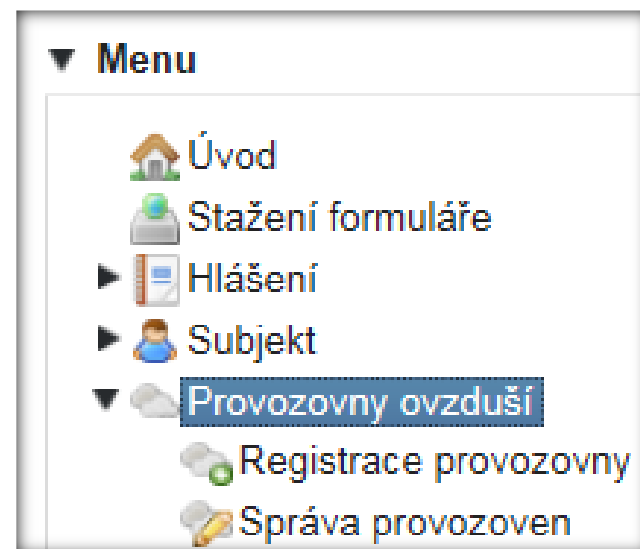 Menu
Úvod
Stažení formuláře
Hlášení
Subjekt
Provozovny ovzduší
Registrace provozovny
Správa provozoven